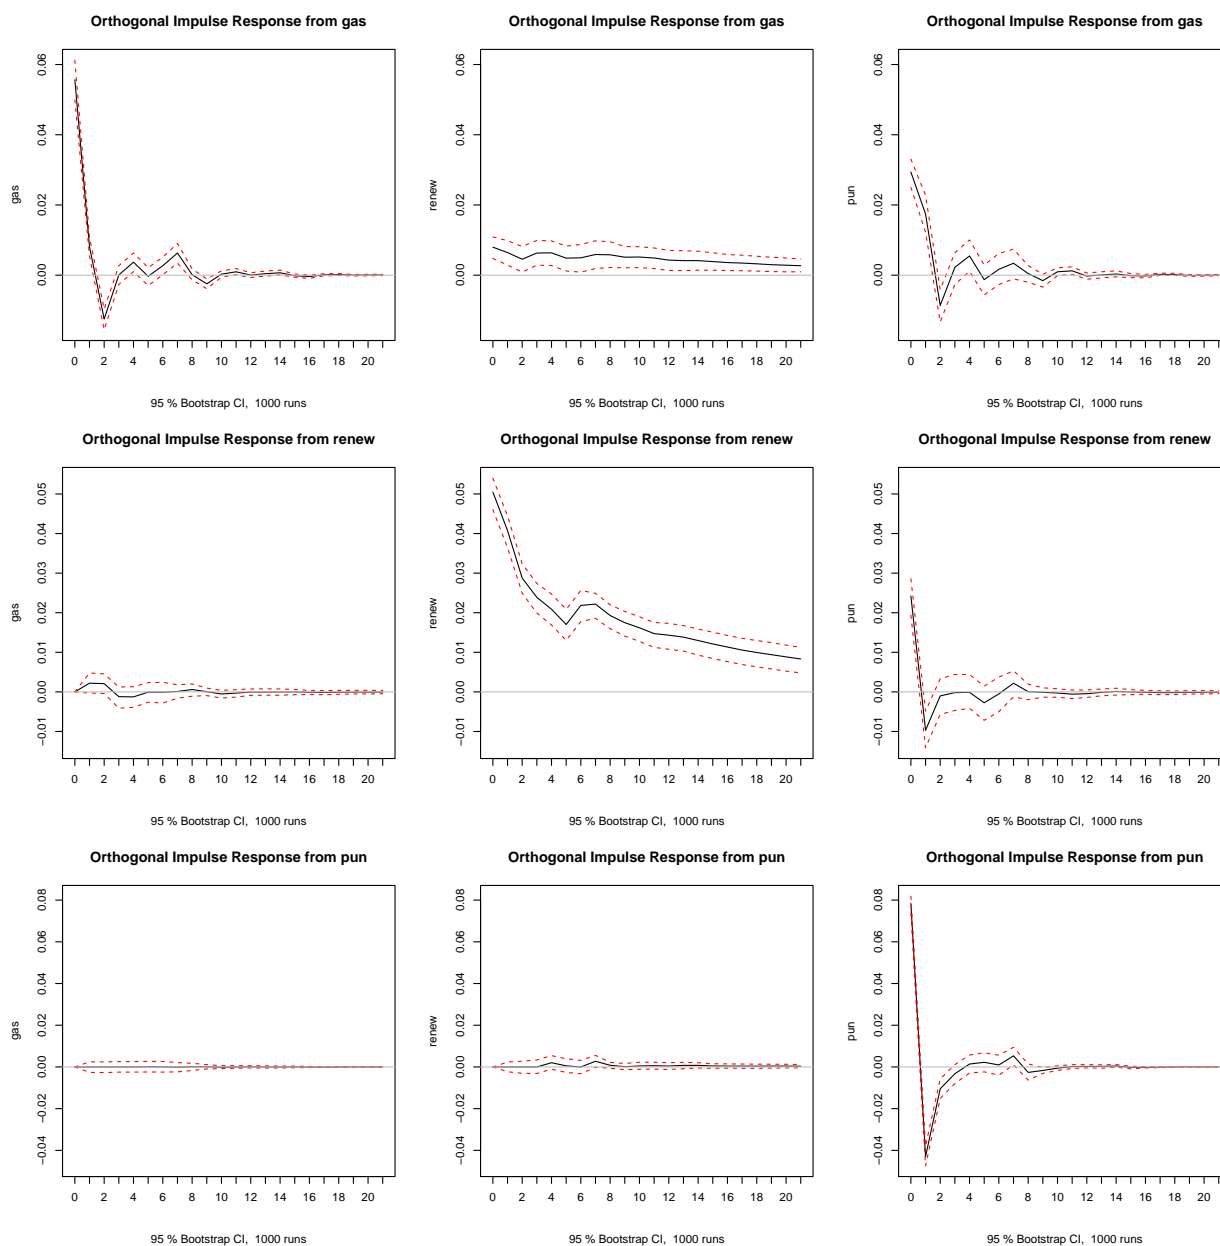 Orthogonal Impulse Response from gas
gas
0.00 0.02 0.04 0.06
0 2 4 6 8 10 12 14 16 18 20
95 % Bootstrap CI, 1000 runs
Orthogonal Impulse Response from gas
renew
0.00 0.02 0.04 0.06
0 2 4 6 8 10 12 14 16 18 20
95 % Bootstrap CI, 1000 runs
Orthogonal Impulse Response from gas
pun
0.00 0.02 0.04 0.06
0 2 4 6 8 10 12 14 16 18 20
95 % Bootstrap CI, 1000 runs
Orthogonal Impulse Response from renew
gas
−0.01 0.00 0.01 0.02 0.03 0.04 0.05
0 2 4 6 8 10 12 14 16 18 20
95 % Bootstrap CI, 1000 runs
Orthogonal Impulse Response from renew
renew
−0.01 0.00 0.01 0.02 0.03 0.04 0.05
0 2 4 6 8 10 12 14 16 18 20
95 % Bootstrap CI, 1000 runs
Orthogonal Impulse Response from renew
pun
−0.01 0.00 0.01 0.02 0.03 0.04 0.05
0 2 4 6 8 10 12 14 16 18 20
95 % Bootstrap CI, 1000 runs
Orthogonal Impulse Response from pun
gas
−0.04 −0.02 0.00 0.02 0.04 0.06 0.08
0 2 4 6 8 10 12 14 16 18 20
95 % Bootstrap CI, 1000 runs
Orthogonal Impulse Response from pun
renew
−0.04 −0.02 0.00 0.02 0.04 0.06 0.08
0 2 4 6 8 10 12 14 16 18 20
95 % Bootstrap CI, 1000 runs
Orthogonal Impulse Response from pun
pun
−0.04 −0.02 0.00 0.02 0.04 0.06 0.08
0 2 4 6 8 10 12 14 16 18 20
95 % Bootstrap CI, 1000 runs